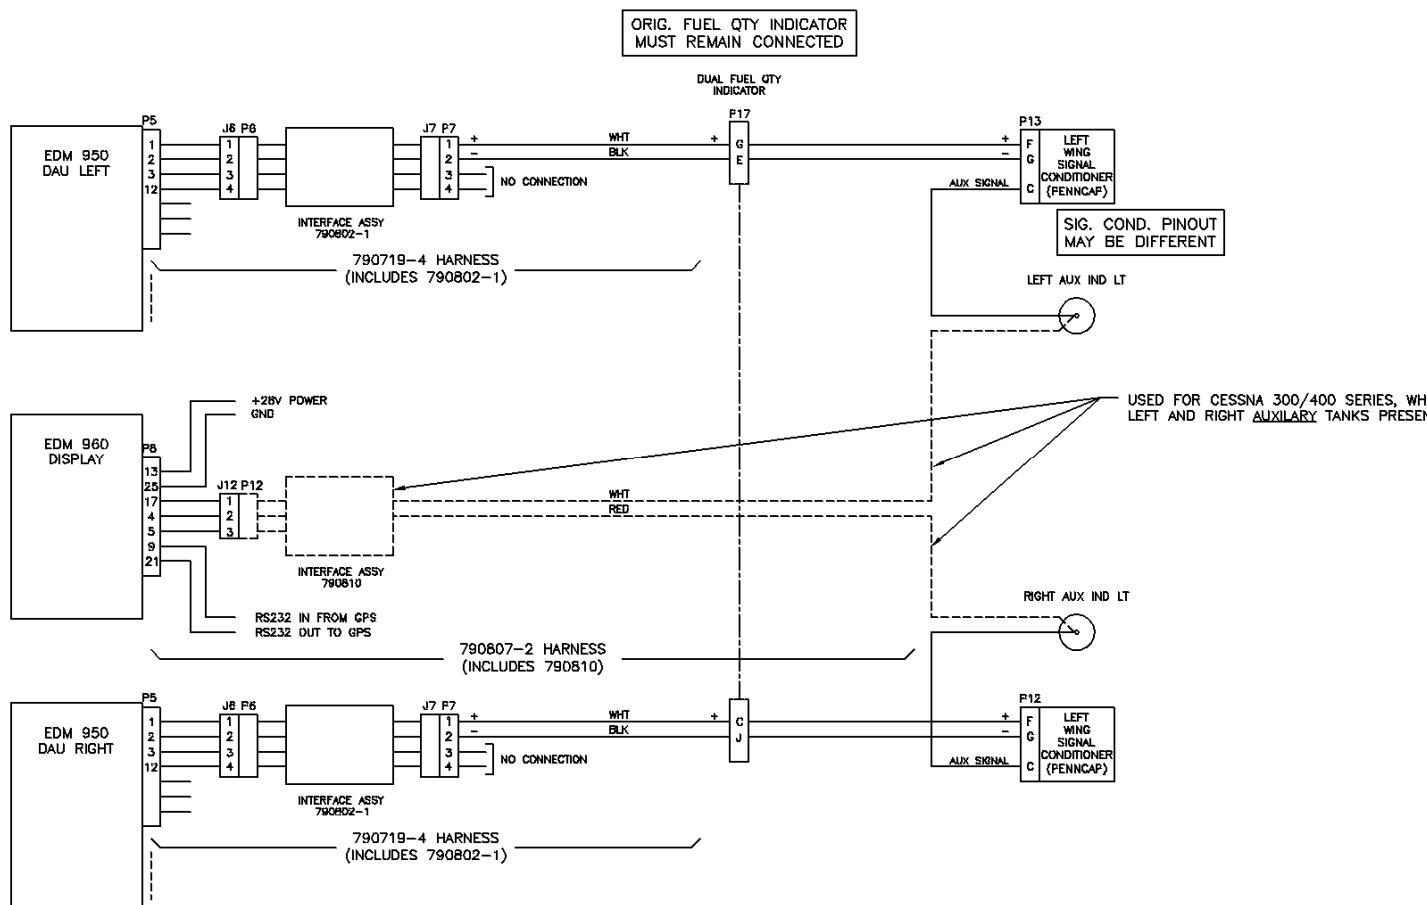 ORIG. FUEL QTY INDICATOR
MUST REMAIN CONNECTED
DUAL FUEL QTY
INDICATOR
P17
G
E
EDM 950
DAU LEFT
P5
1
2
3
12
J6 P6
1
2
3
4
INTERFACE ASSY
790802-1
J7 P7
1
2
3
4
+
WHT
+
-
BLK
NO CONNECTION
790719-4 HARNESS
(INCLUDES 790802-1)
P13
+
F
-
G
AUX SIGNAL
C
LEFT
WING
SIGNAL
CONDITIONER
(PENNCAP)
SIG. COND. PINOUT
MAY BE DIFFERENT
LEFT AUX IND LT
+28V POWER
GND
EDM 960
DISPLAY
P8
13
25
17
4
5
9
21
J12 P12
1
2
3
INTERFACE ASSY
790810
WHT
RED
USED FOR CESSNA 300/400 SERIES, WH
LEFT AND RIGHT AUXILARY TANKS PRESEN
RS232 IN FROM GPS
RS232 OUT TO GPS
790807-2 HARNESS
(INCLUDES 790810)
RIGHT AUX IND LT
EDM 950
DAU RIGHT
P5
1
2
3
12
J6 P6
1
2
3
4
INTERFACE ASSY
790802-1
J7 P7
1
2
3
4
+
WHT
+
-
BLK
NO CONNECTION
C
J
790719-4 HARNESS
(INCLUDES 790802-1)
P12
+
F
-
G
AUX SIGNAL
C
LEFT
WING
SIGNAL
CONDITIONER
(PENNCAP)